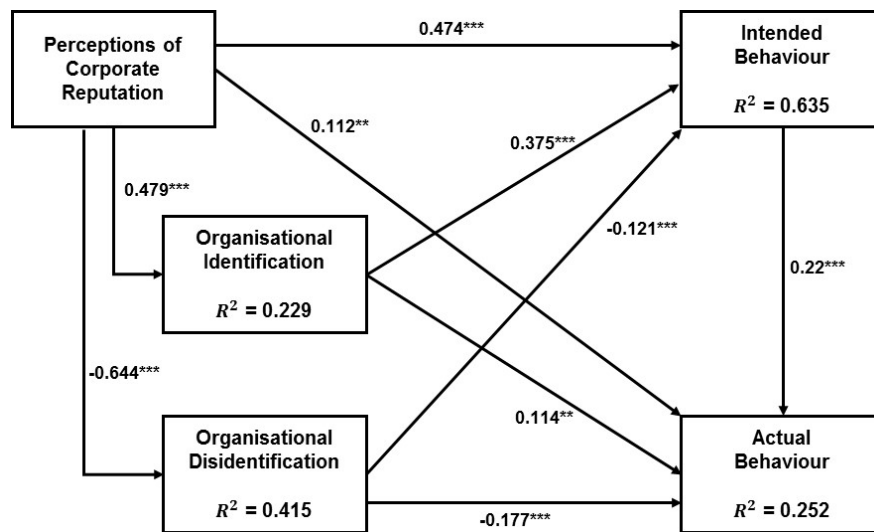 Perceptions of
Corporate
Reputation
0.474***
Intended
Behaviour
R² = 0.635
0.112**
0.375***
0.479***
Organisational
Identification
R² = 0.229
-0.121***
0.22***
-0.644***
Organisational
Disidentification
R² = 0.415
0.114**
-0.177***
Actual
Behaviour
R² = 0.252